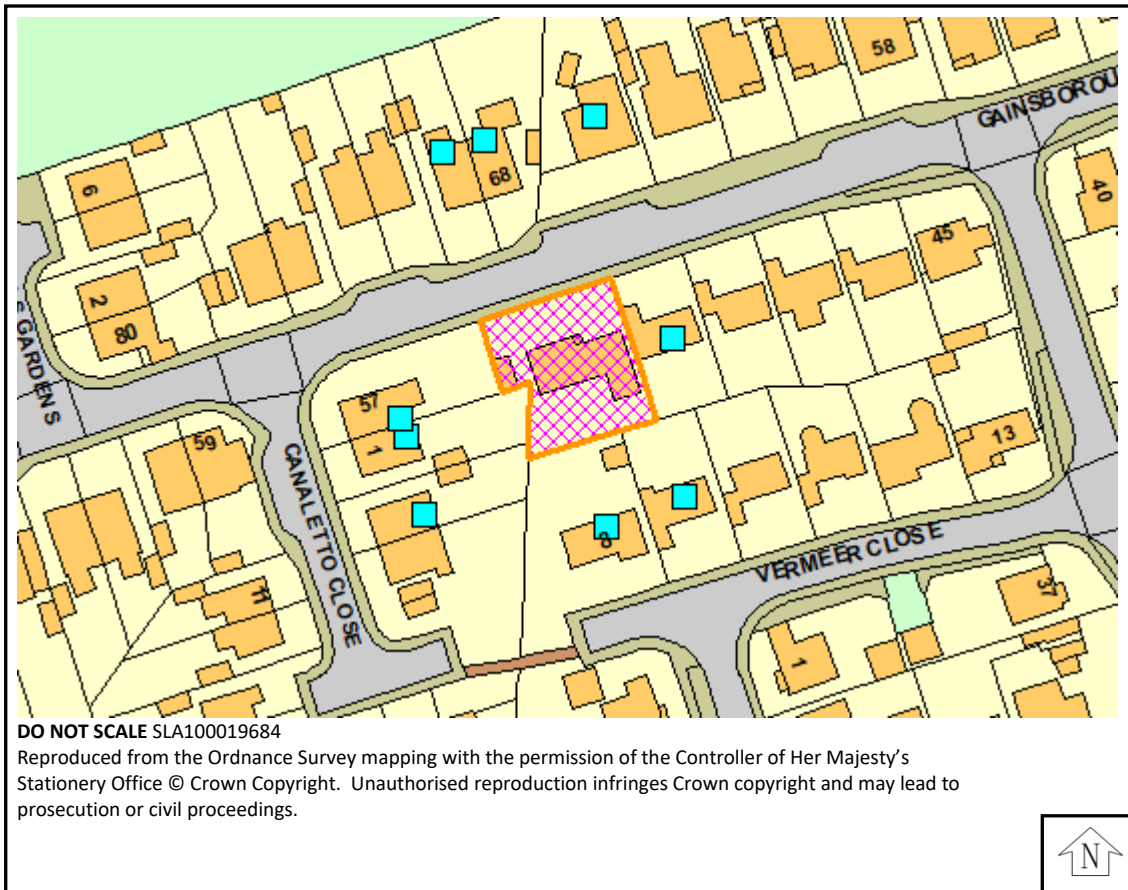 58
GAINSBOROU
6
68
40
45
2
80
S GARDENS
57
1
59
CANALETTO CLOSE
13
8
VERMEER CLOSE
11
37
1
DO NOT SCALE SLA100019684
Reproduced from the Ordnance Survey mapping with the permission of the Controller of Her Majesty's
Stationery Office © Crown Copyright. Unauthorised reproduction infringes Crown copyright and may lead to
prosecution or civil proceedings.
N